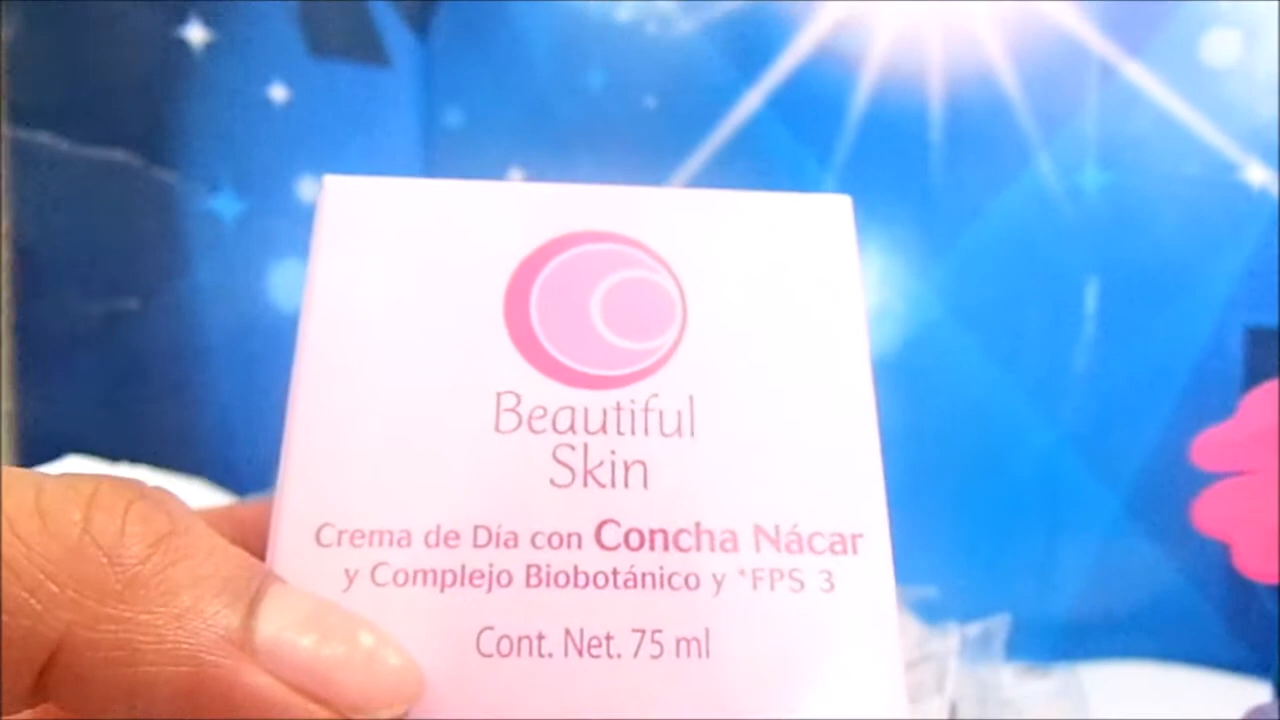 Beautiful
Skin
Crema de Día con Concha Nácar
y Complejo Biobotánico y *FPS 3
Cont. Net. 75 ml